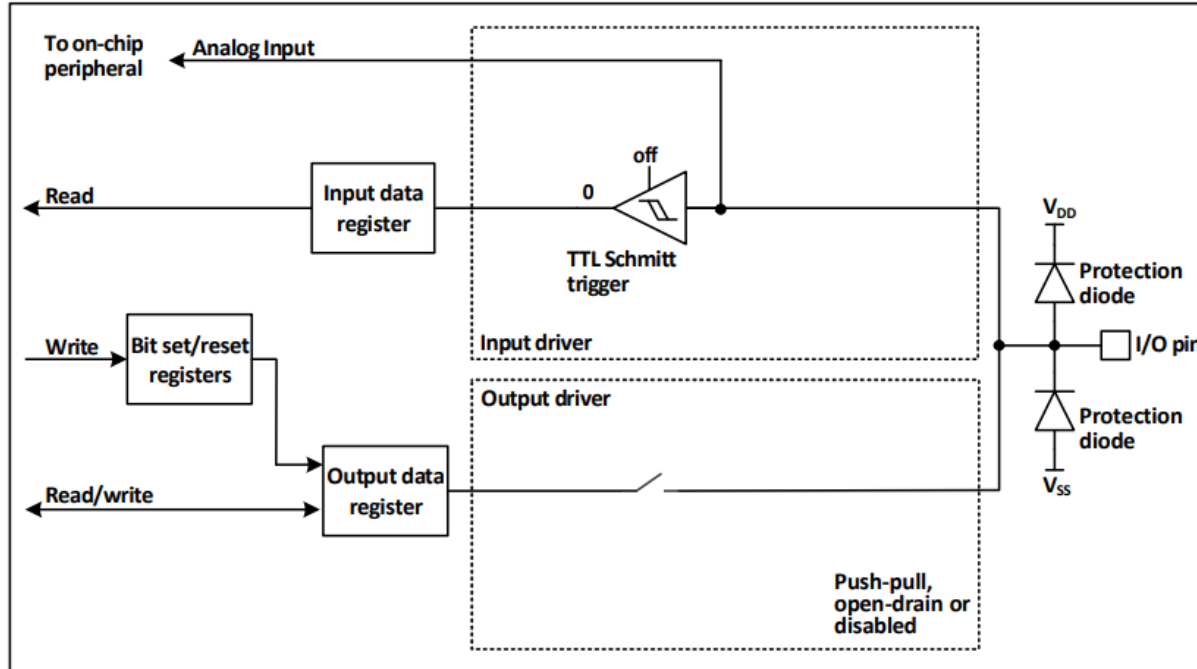 To on-chip
peripheral
Analog Input
off
Read
Input data
register
0
TTL Schmitt
trigger
VDD
Protection
diode
Write
Bit set/reset
registers
Input driver
I/O pin
Output driver
Protection
diode
Output data
register
Read/write
VSS
Push-pull,
open-drain or
disabled